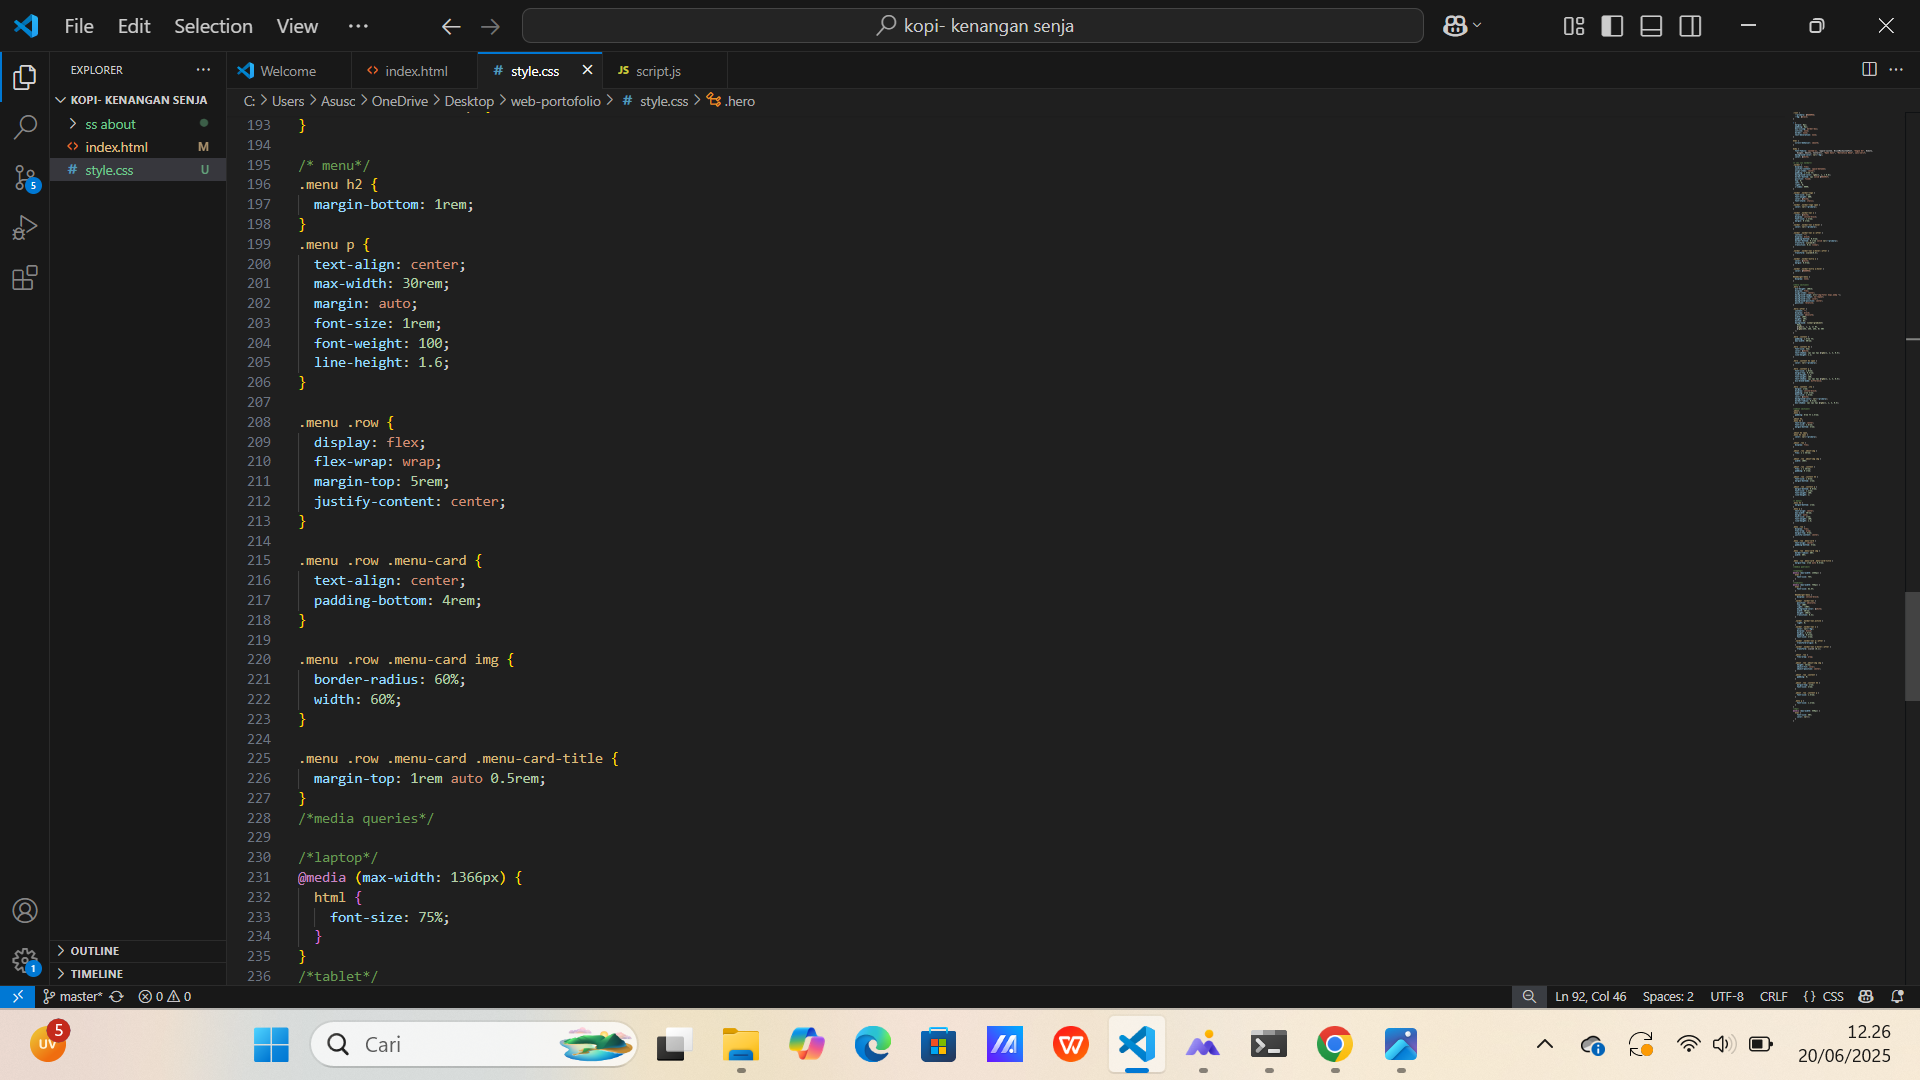 File Edit Selection View ···
kopi- kenangan senja
EXPLORER
KOPI- KENANGAN SENJA
ss about
index.html M
style.css U
OUTLINE
TIMELINE
5
1
Welcome
index.html
style.css
JS script.js
C: > Users > Asusc > OneDrive > Desktop > web-portofolio > # style.css > .hero
193 }
194
195 /* menu*/
196 .menu h2 {
197 margin-bottom: 1rem;
198 }
199 .menu p {
200 text-align: center;
201 max-width: 30rem;
202 margin: auto;
203 font-size: 1rem;
204 font-weight: 100;
205 line-height: 1.6;
206 }
207
208 .menu .row {
209 display: flex;
210 flex-wrap: wrap;
211 margin-top: 5rem;
212 justify-content: center;
213 }
214
215 .menu .row .menu-card {
216 text-align: center;
217 padding-bottom: 4rem;
218 }
219
220 .menu .row .menu-card img {
221 border-radius: 60%;
222 width: 60%;
223 }
224
225 .menu .row .menu-card .menu-card-title {
226 margin-top: 1rem auto 0.5rem;
227 }
228 /*media queries*/
229
230 /*laptop*/
231 @media (max-width: 1366px) {
232 html {
233 font-size: 75%;
234 }
235 }
236 /*tablet*/
master* 0 0
Ln 92, Col 46 Spaces: 2 UTF-8 CRLF {} CSS
UV 5
Cari
12.26
20/06/2025